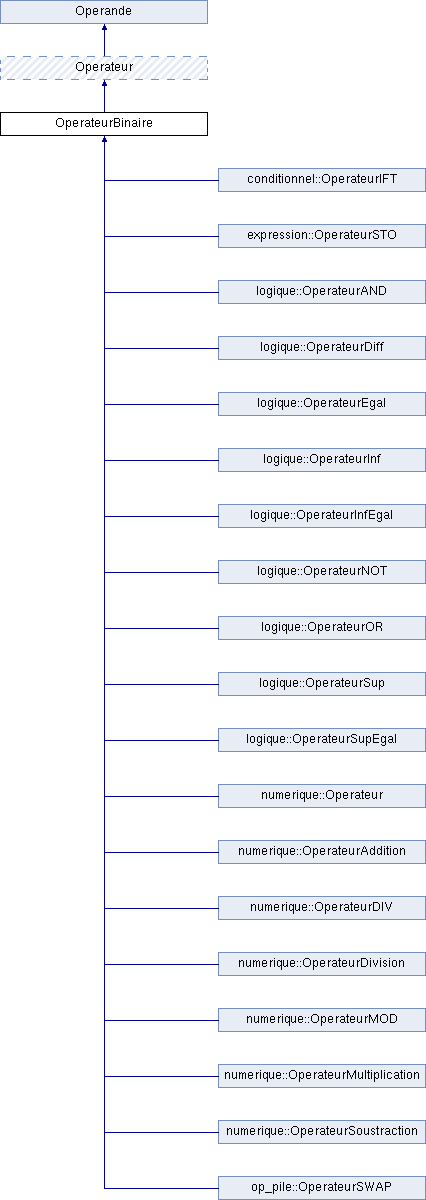 Operande
Operateur
OperateurBinaire
conditionnel::OperateurIFT
expression::OperateurSTO
logique::OperateurAND
logique::OperateurDiff
logique::OperateurEgal
logique::OperateurInf
logique::OperateurInfEgal
logique::OperateurNOT
logique::OperateurOR
logique::OperateurSup
logique::OperateurSupEgal
numerique::Operateur
numerique::OperateurAddition
numerique::OperateurDIV
numerique::OperateurDivision
numerique::OperateurMOD
numerique::OperateurMultiplication
numerique::OperateurSoustraction
op_pile::OperateurSWAP